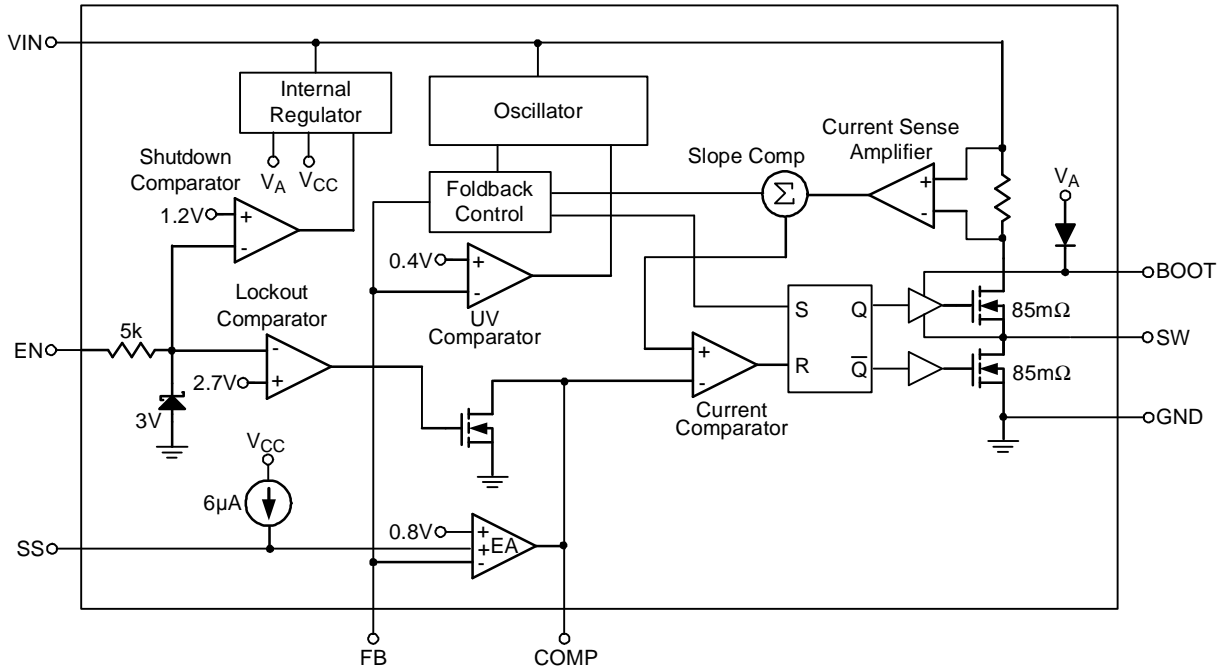 VIN
Internal
Regulator
Oscillator
Shutdown
Comparator
VA
VCC
Foldback
Control
Slope Comp
Σ
Current Sense
Amplifier
+
-
VA
1.2V
+
-
0.4V
+
-
UV
Comparator
BOOT
S
Q
R
Q̅
85mΩ
SW
85mΩ
GND
Lockout
Comparator
5k
EN
-
+
2.7V
3V
+
-
Current
Comparator
VCC
6µA
SS
0.8V
+
+
-
EA
FB
COMP